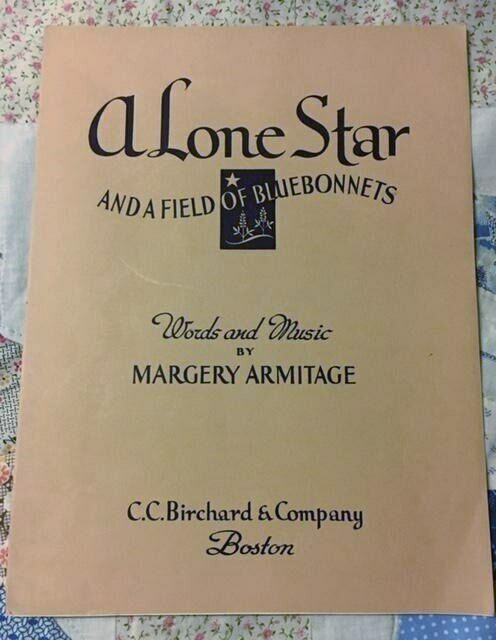 A Lone Star
AND A FIELD OF BLUEBONNETS
Words and Music
BY
MARGERY ARMITAGE
C.C. Birchard & Company
Boston